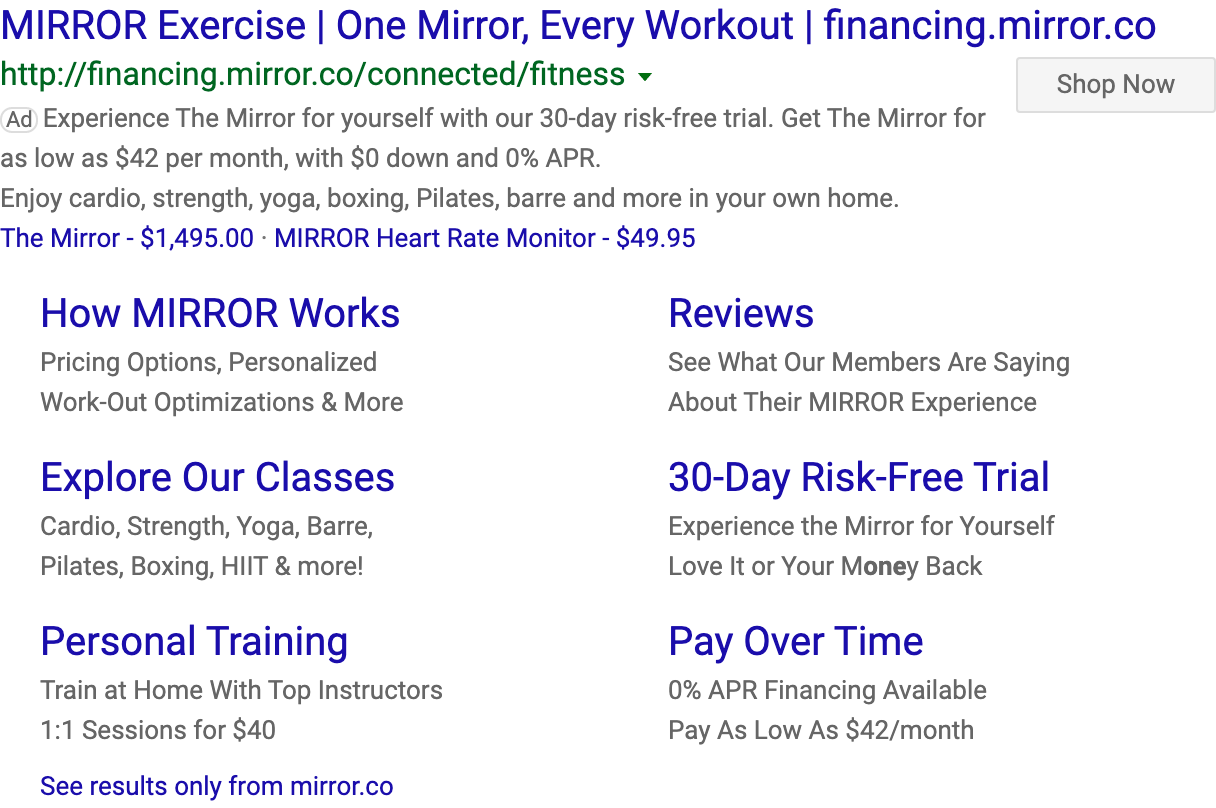 MIRROR Exercise | One Mirror, Every Workout | financing.mirror.co
http://financing.mirror.co/connected/fitness
Shop Now
Ad Experience The Mirror for yourself with our 30-day risk-free trial. Get The Mirror for
as low as $42 per month, with $0 down and 0% APR.
Enjoy cardio, strength, yoga, boxing, Pilates, barre and more in your own home.
The Mirror - $1,495.00 · MIRROR Heart Rate Monitor - $49.95
How MIRROR Works
Pricing Options, Personalized
Work-Out Optimizations & More
Reviews
See What Our Members Are Saying
About Their MIRROR Experience
Explore Our Classes
Cardio, Strength, Yoga, Barre,
Pilates, Boxing, HIIT & more!
30-Day Risk-Free Trial
Experience the Mirror for Yourself
Love It or Your Money Back
Personal Training
Train at Home With Top Instructors
1:1 Sessions for $40
Pay Over Time
0% APR Financing Available
Pay As Low As $42/month
See results only from mirror.co